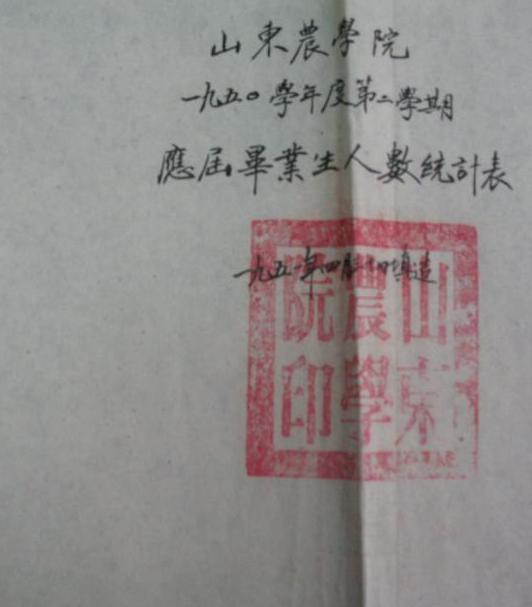 山東農學院
一九五〇學年度第二學期
應屆畢業生人數統計表
一九五一年四月 填造
山東
農學
院印